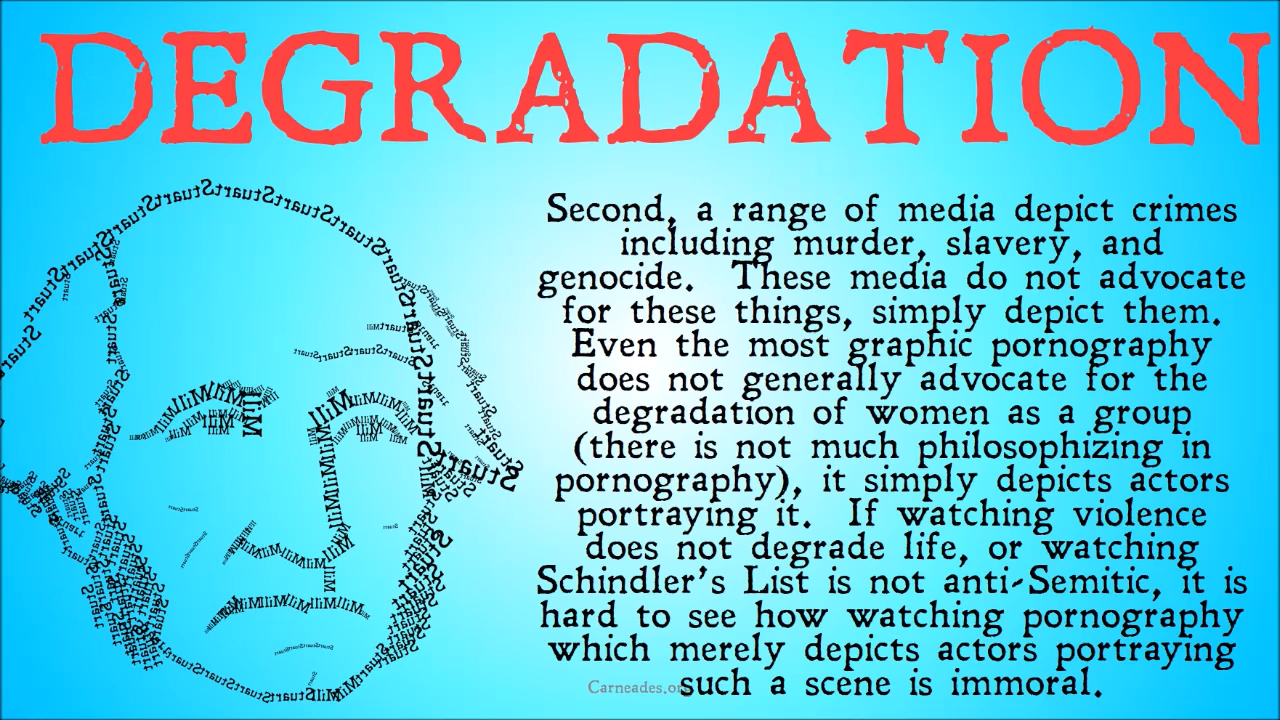 DEGRADATION
Second, a range of media depict crimes
including murder, slavery, and
genocide. These media do not advocate
for these things, simply depict them.
Even the most graphic pornography
does not generally advocate for the
degradation of women as a group
(there is not much philosophizing in
pornography), it simply depicts actors
portraying it. If watching violence
does not degrade life, or watching
Schindler's List is not anti-Semitic, it is
hard to see how watching pornography
which merely depicts actors portraying
such a scene is immoral.
Carneades.org
Stuart
Mill